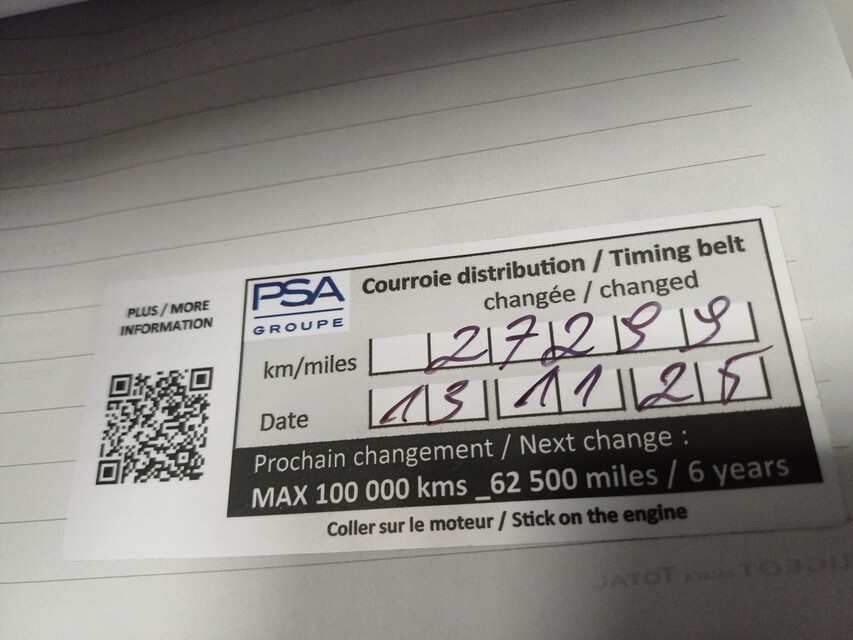 PLUS / MORE
INFORMATION
PSA
GROUPE
Courroie distribution / Timing belt
changée / changed
km/miles 27299
Date 13 11 25
Prochain changement / Next change :
MAX 100 000 kms _62 500 miles / 6 years
Coller sur le moteur / Stick on the engine